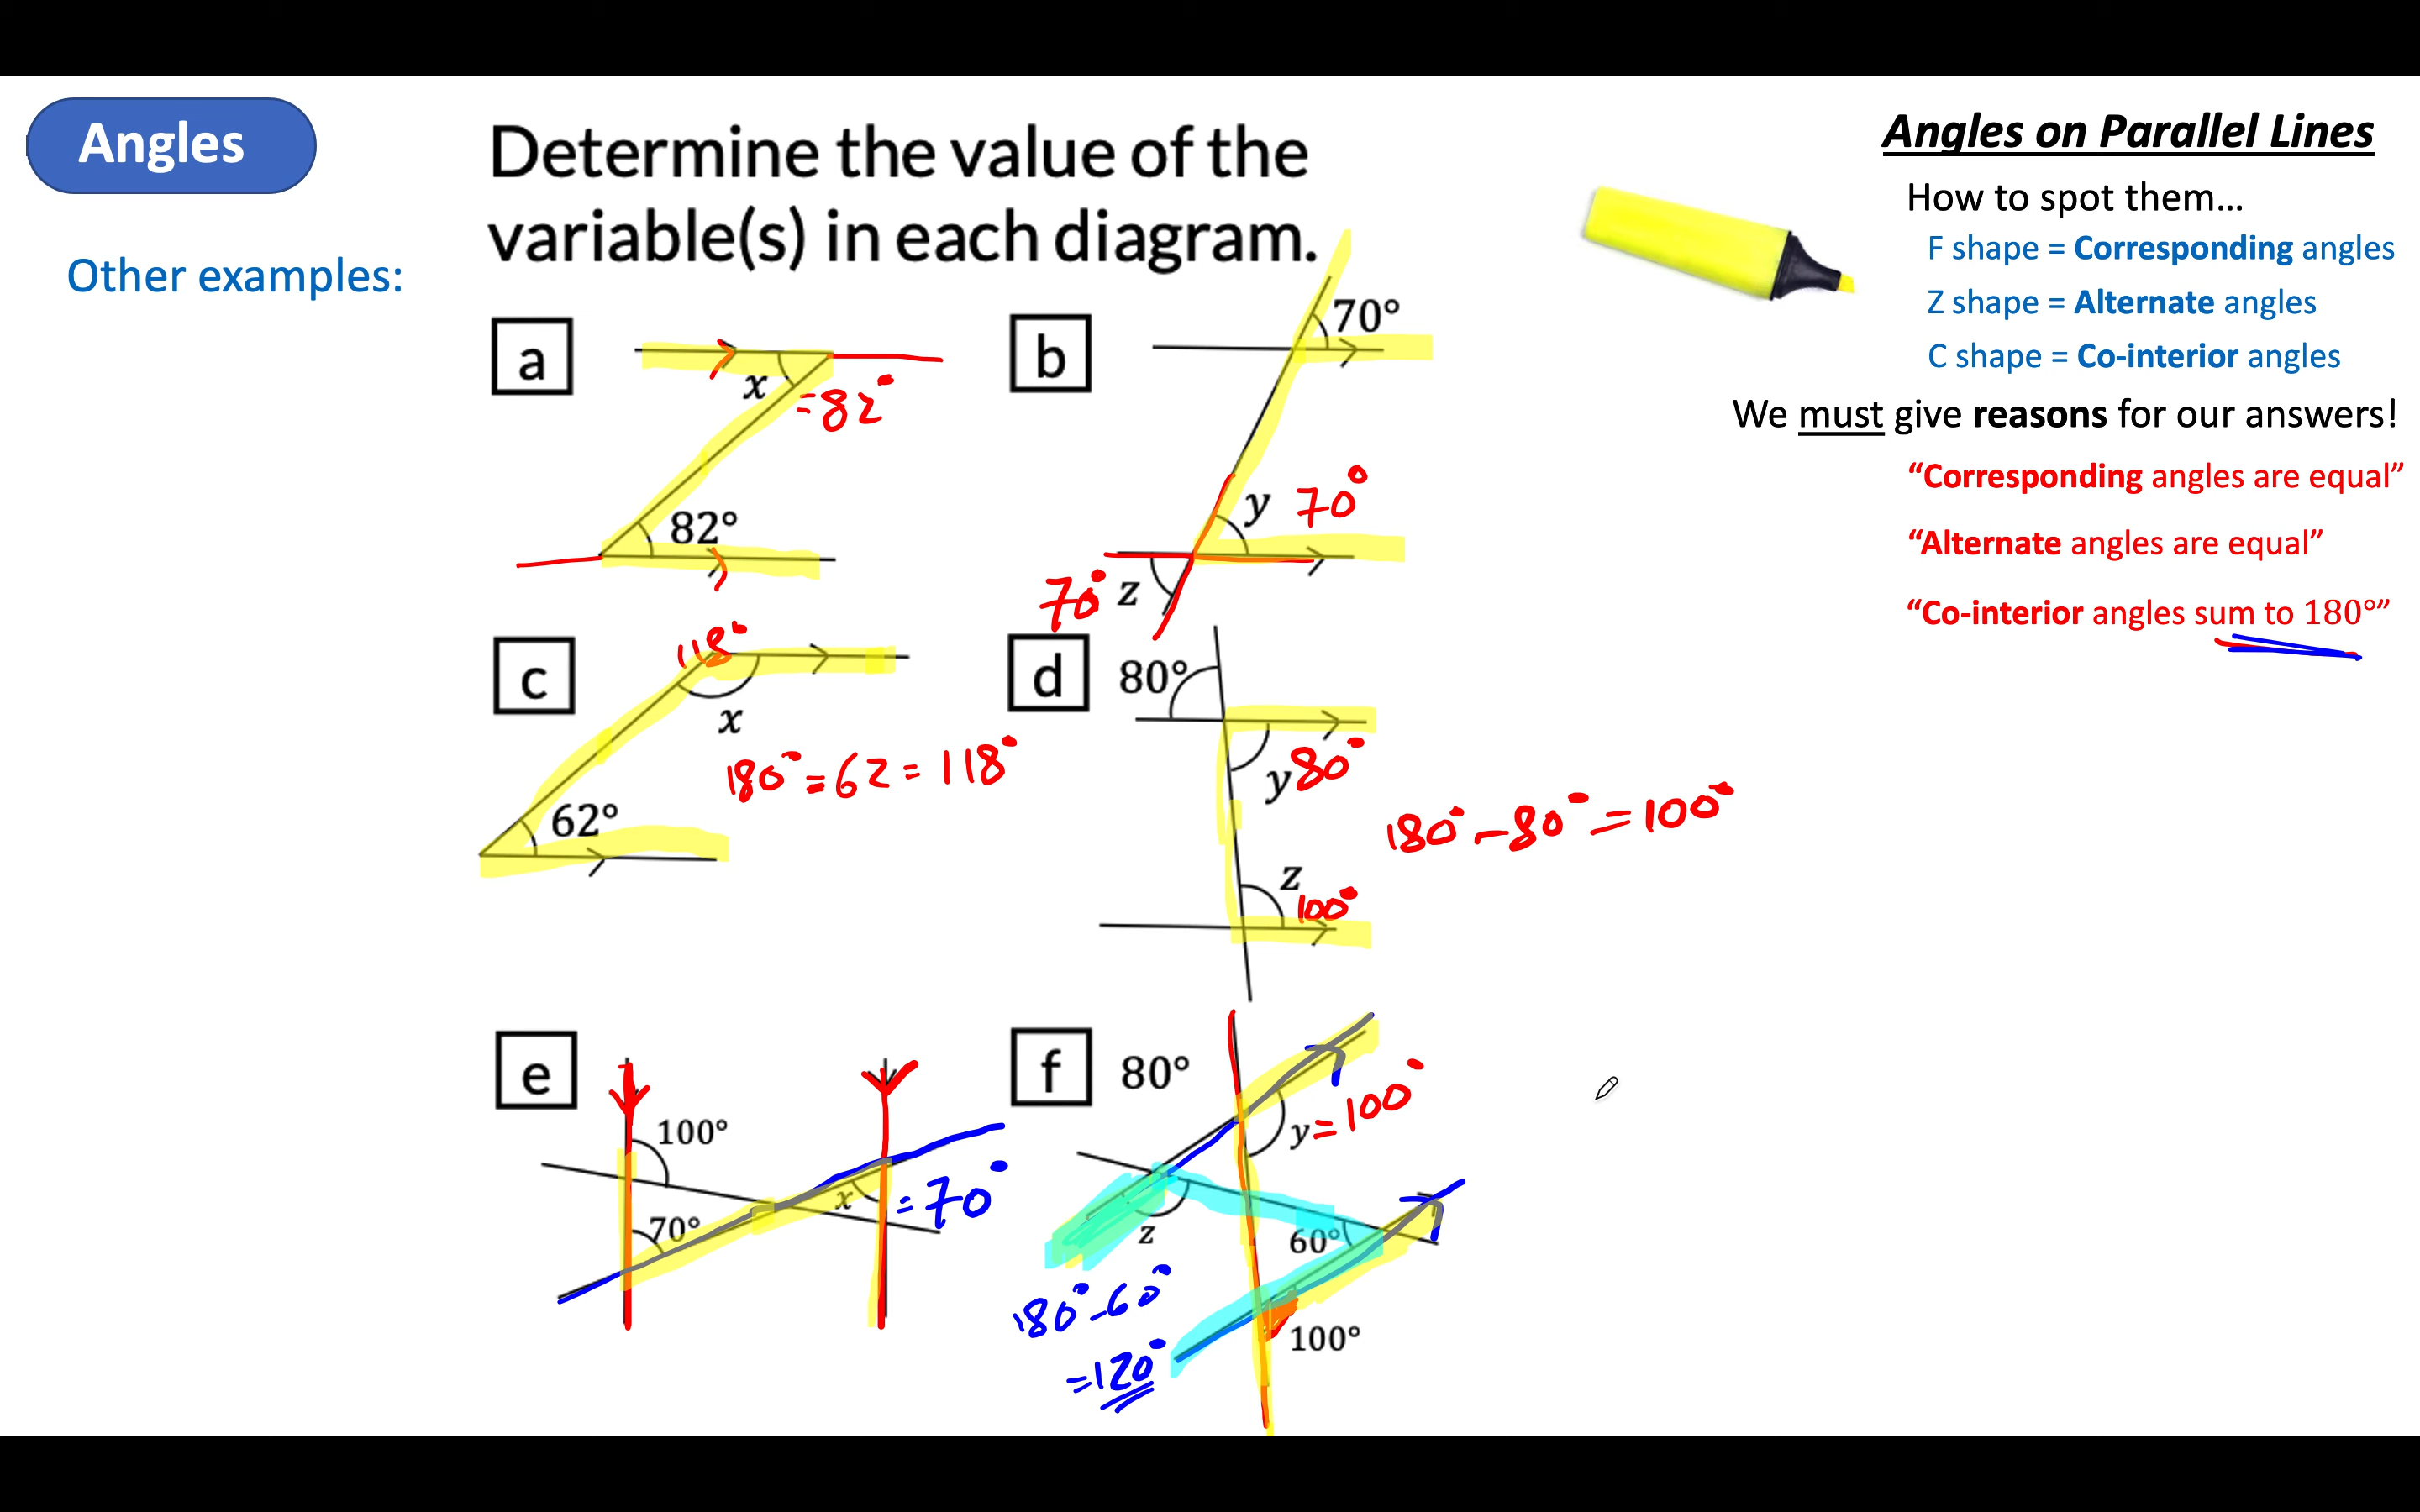 Angles
Other examples:
Determine the value of the
variable(s) in each diagram.
a
x
=82°
82°
b
70°
y 70°
70° z
c
118°
x
180°=62=118°
62°
d
80°
y 80°
180°-80°=100°
z
100°
e
100°
70°
x =70°
f
80°
y=100°
z
60°
180°-60°
=120°
100°
Angles on Parallel Lines
How to spot them...
F shape = Corresponding angles
Z shape = Alternate angles
C shape = Co-interior angles
We must give reasons for our answers!
“Corresponding angles are equal”
“Alternate angles are equal”
“Co-interior angles sum to 180°”